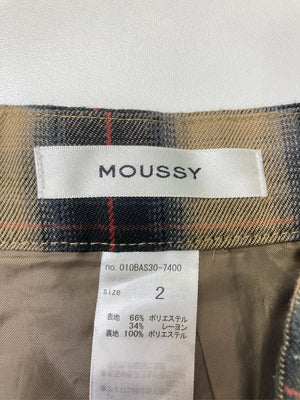 MOUSSY
no. 010BAS30-7400
size 2
表地 66% ポリエステル
34% レーヨン
裏地 100% ポリエステル